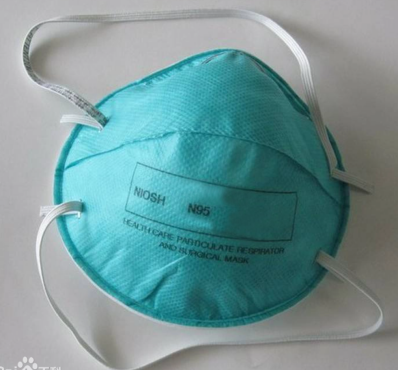 NIOSH N95
HEALTH CARE PARTICULATE RESPIRATOR
AND SURGICAL MASK